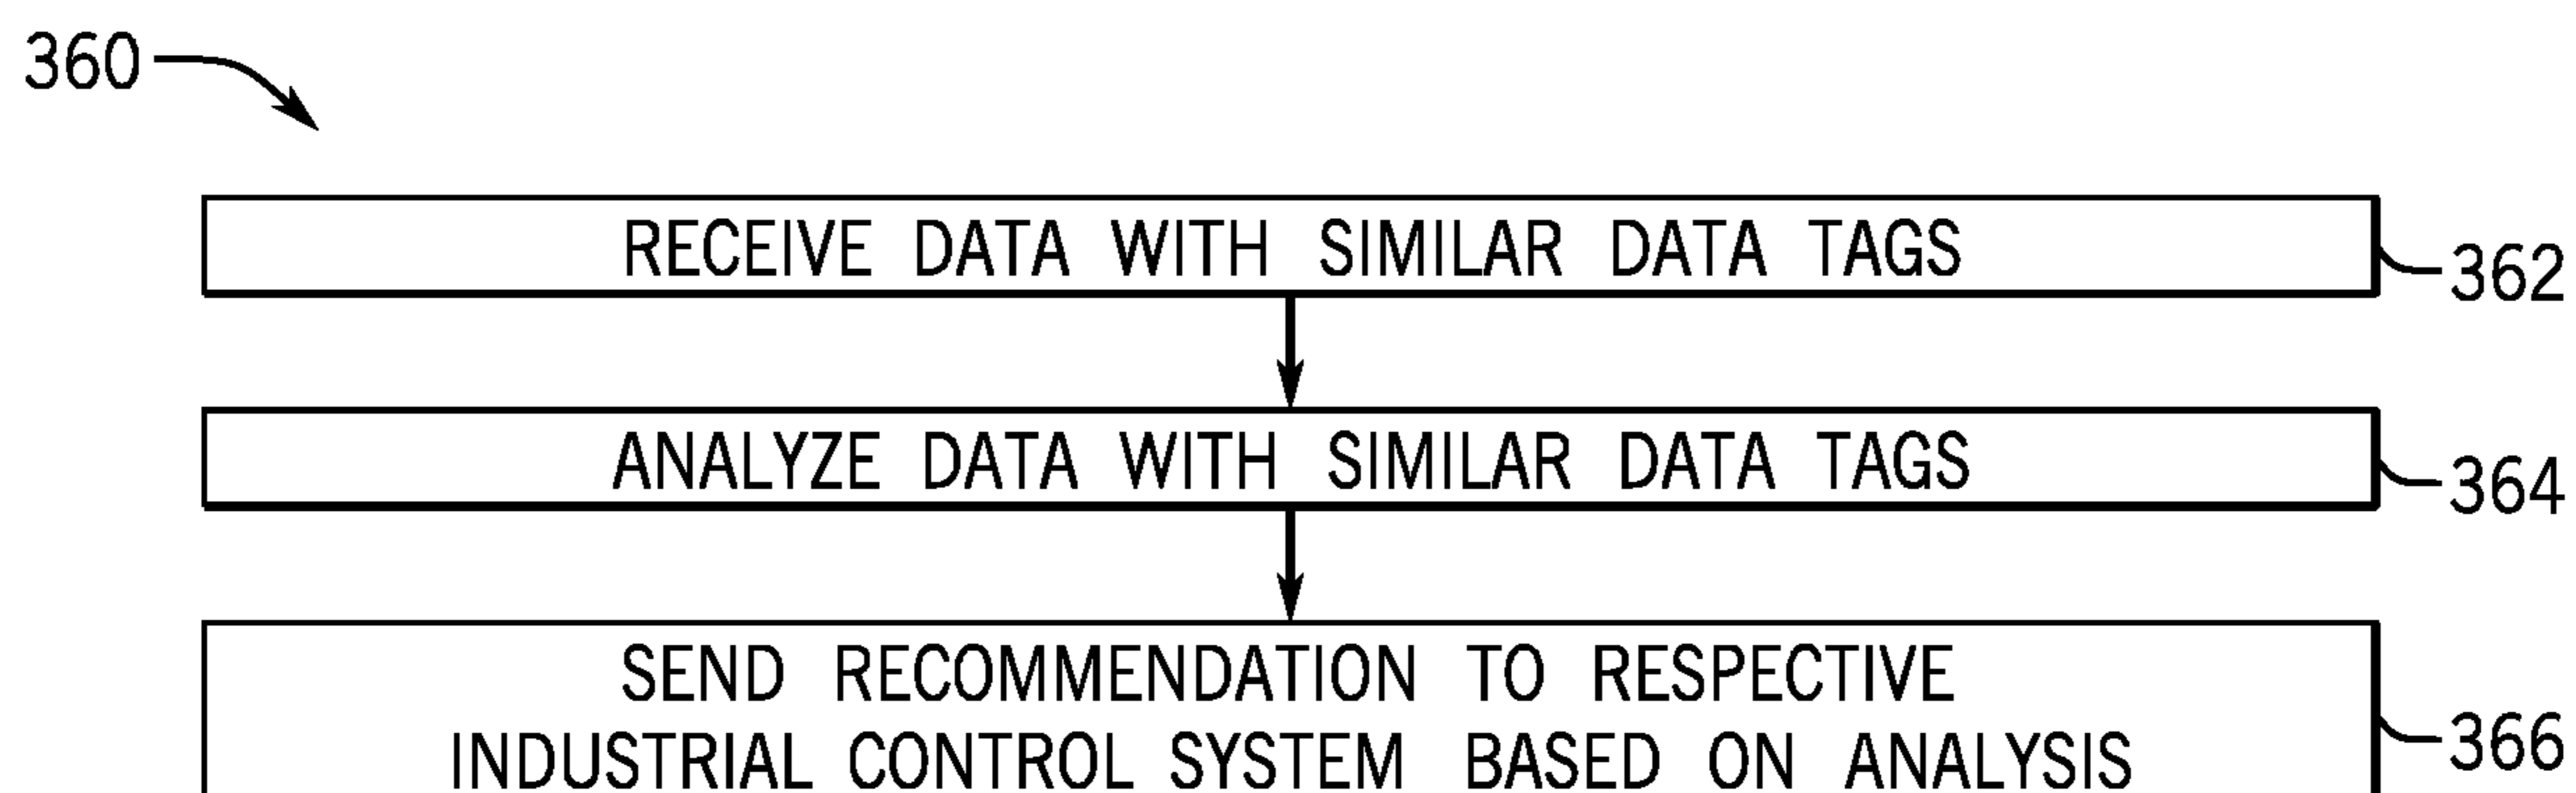 360
RECEIVE DATA WITH SIMILAR DATA TAGS
362
ANALYZE DATA WITH SIMILAR DATA TAGS
364
SEND RECOMMENDATION TO RESPECTIVE
INDUSTRIAL CONTROL SYSTEM BASED ON ANALYSIS
366